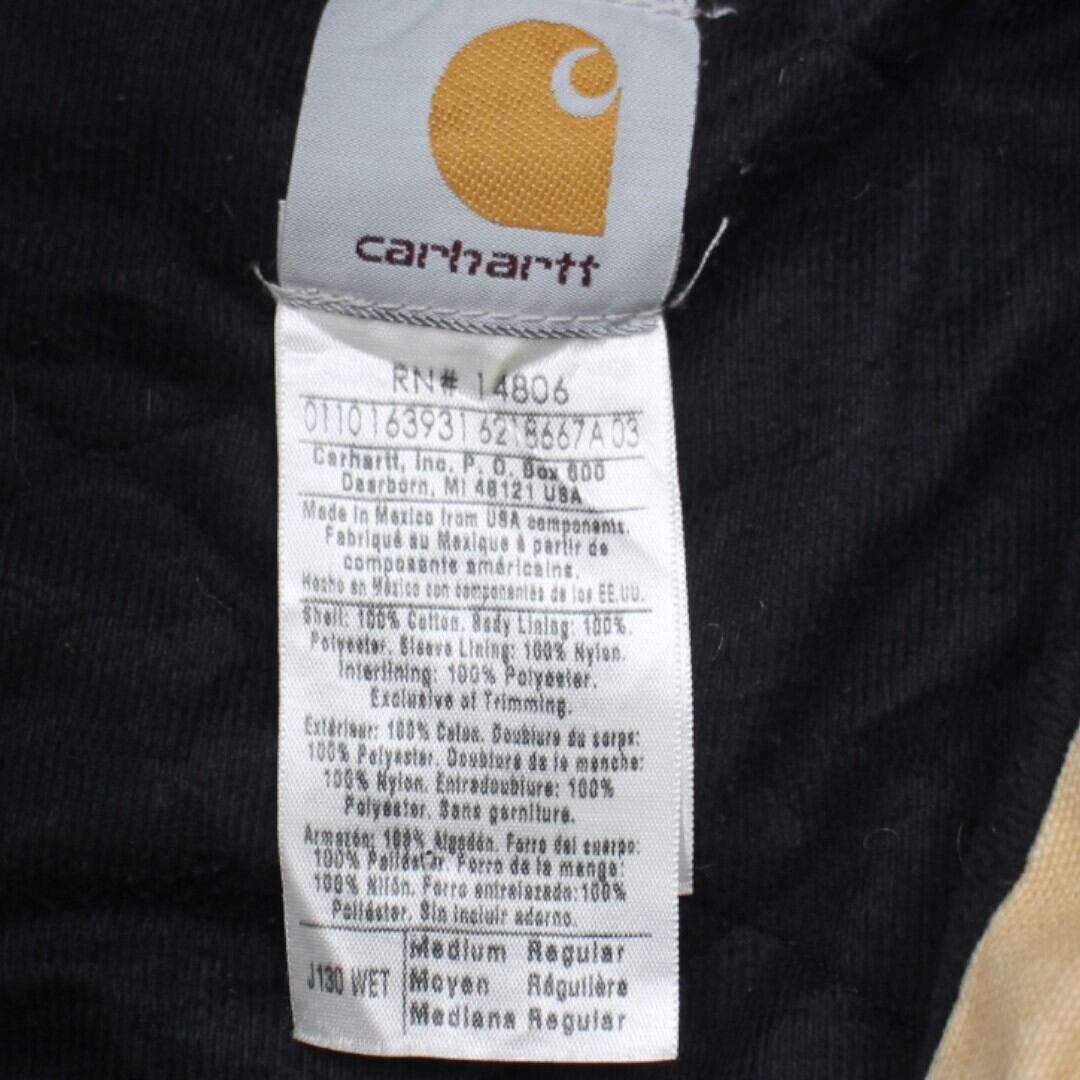 carhartt
RN# 14806
0110 163931 6218667A 03
Carhartt, Inc. P. O. Box 600
Dearborn, MI 48121 USA
Made in Mexico from USA components.
Fabriqué au Mexique à partir de
composants américains.
Hecho en México con componentes de los EE.UU.
Shell: 100% Cotton. Body Lining: 100%.
Polyester. Sleeve Lining: 100% Nylon.
Interlining: 100% Polyester.
Exclusive of Trimming.
Extérieur: 100% Coton. Doublure du corps:
100% Polyester. Doublure de la manche:
100% Nylon. Entredoublure: 100%
Polyester. Sans garniture.
Armazón: 100% Algodón. Forro del cuerpo:
100% Poliéster. Forro de la manga:
100% Nilón. Forro entrelazado: 100%
Poliéster. Sin incluir adorno.
J130 WET
Medium Regular
Moyen Régulière
Mediana Regular